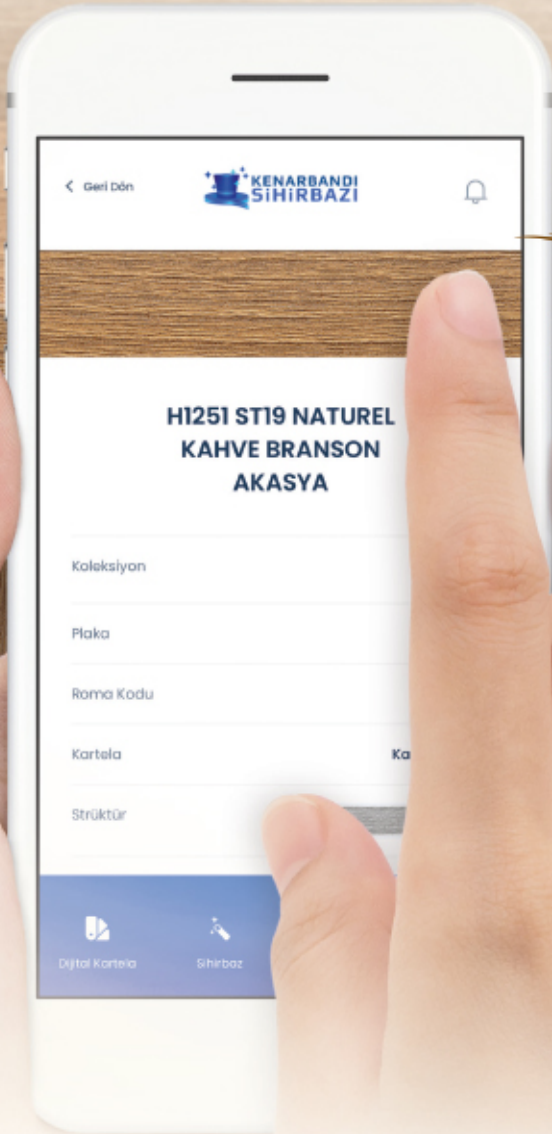 Geri Dön
KENARBANDI
SİHİRBAZI
H1251 ST19 NATUREL
KAHVE BRANSON
AKASYA
Koleksiyon
Plaka
Roma Kodu
Kartela
Strüktür
Dijital Kartela
Sihirbaz